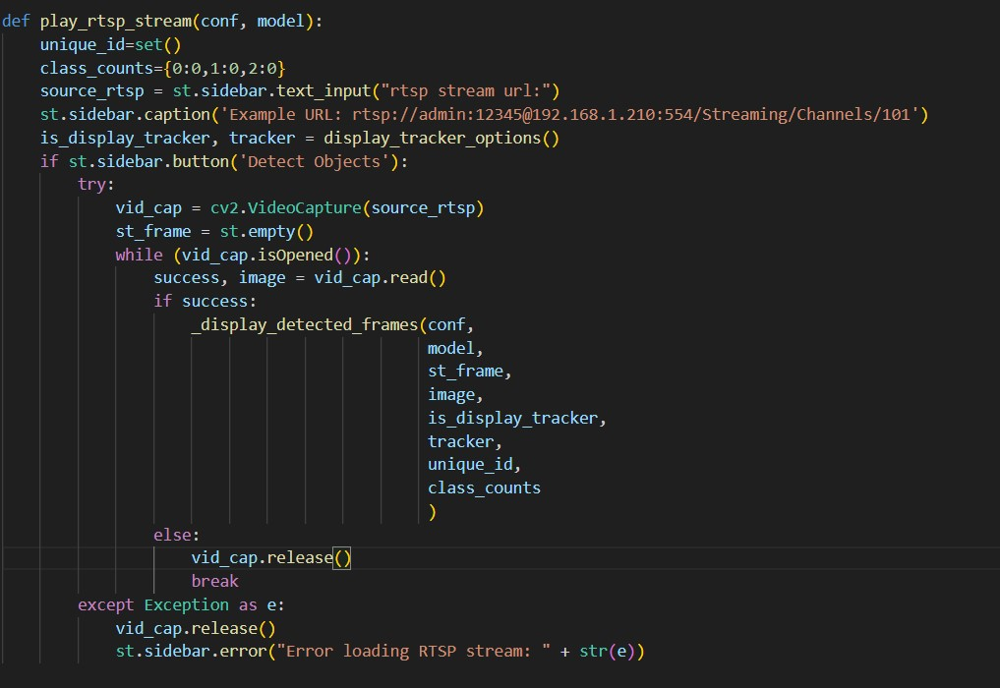 def play_rtsp_stream(conf, model):
    unique_id=set()
    class_counts={0:0,1:0,2:0}
    source_rtsp = st.sidebar.text_input("rtsp stream url:")
    st.sidebar.caption('Example URL: rtsp://admin:12345@192.168.1.210:554/Streaming/Channels/101')
    is_display_tracker, tracker = display_tracker_options()
    if st.sidebar.button('Detect Objects'):
        try:
            vid_cap = cv2.VideoCapture(source_rtsp)
            st_frame = st.empty()
            while (vid_cap.isOpened()):
                success, image = vid_cap.read()
                if success:
                    _display_detected_frames(conf,
                                             model,
                                             st_frame,
                                             image,
                                             is_display_tracker,
                                             tracker,
                                             unique_id,
                                             class_counts
                                             )
                else:
                    vid_cap.release()
                    break
        except Exception as e:
            vid_cap.release()
            st.sidebar.error("Error loading RTSP stream: " + str(e))